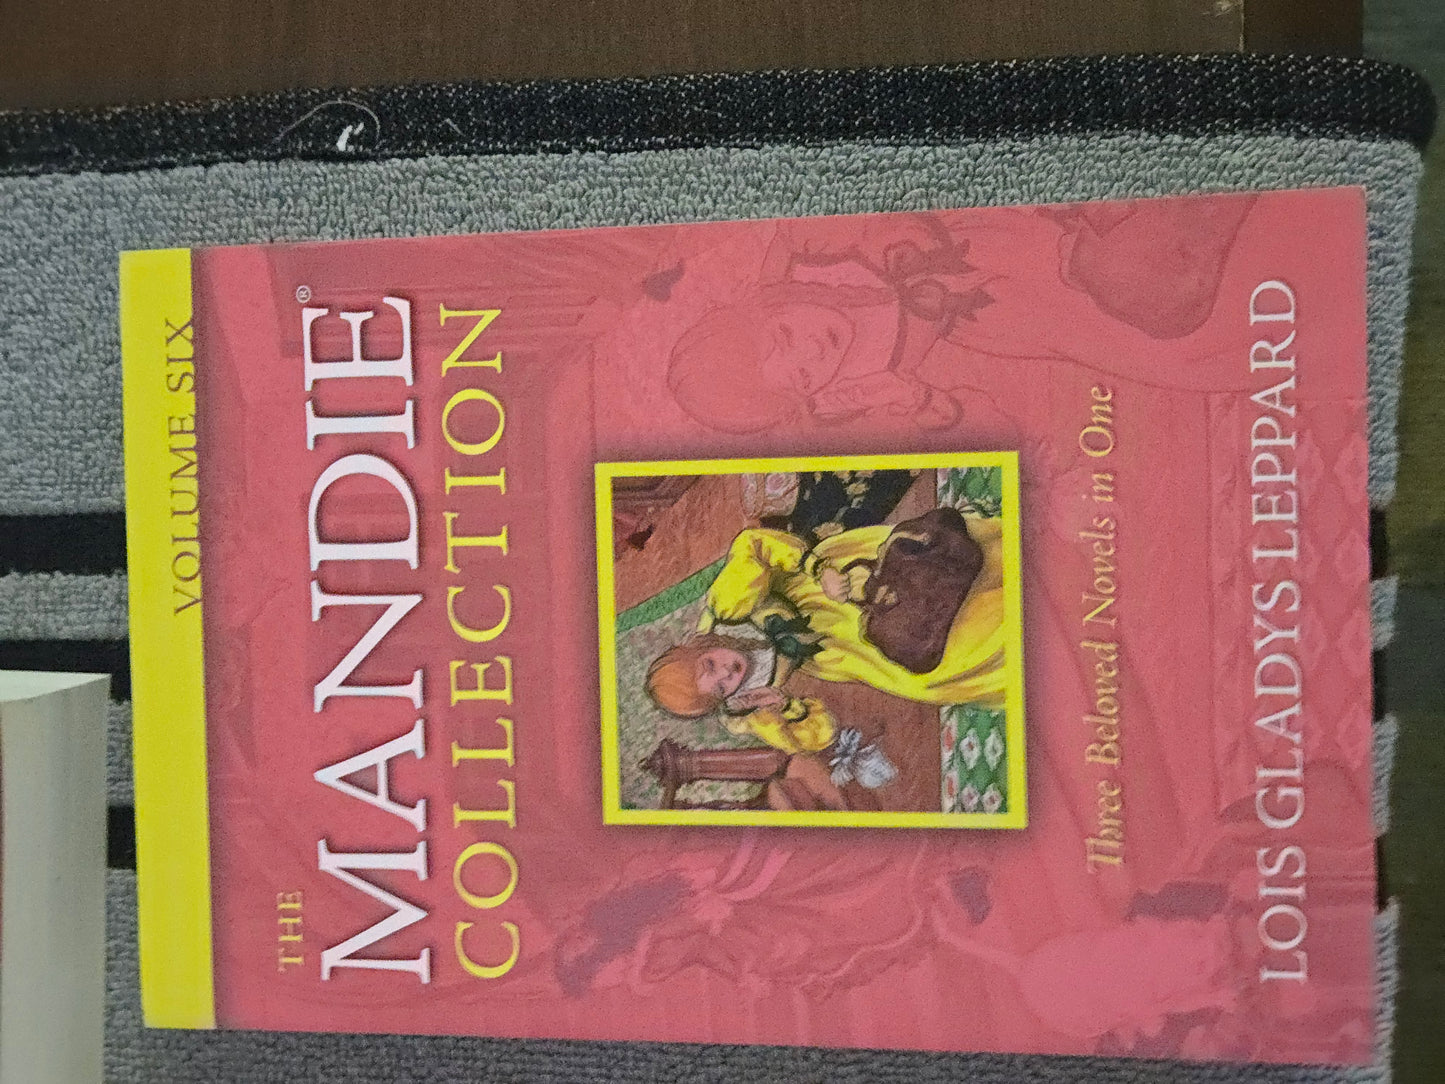 VOLUME SIX
THE
MANDIE®
COLLECTION
Three Beloved Novels in One
LOIS GLADYS LEPPARD